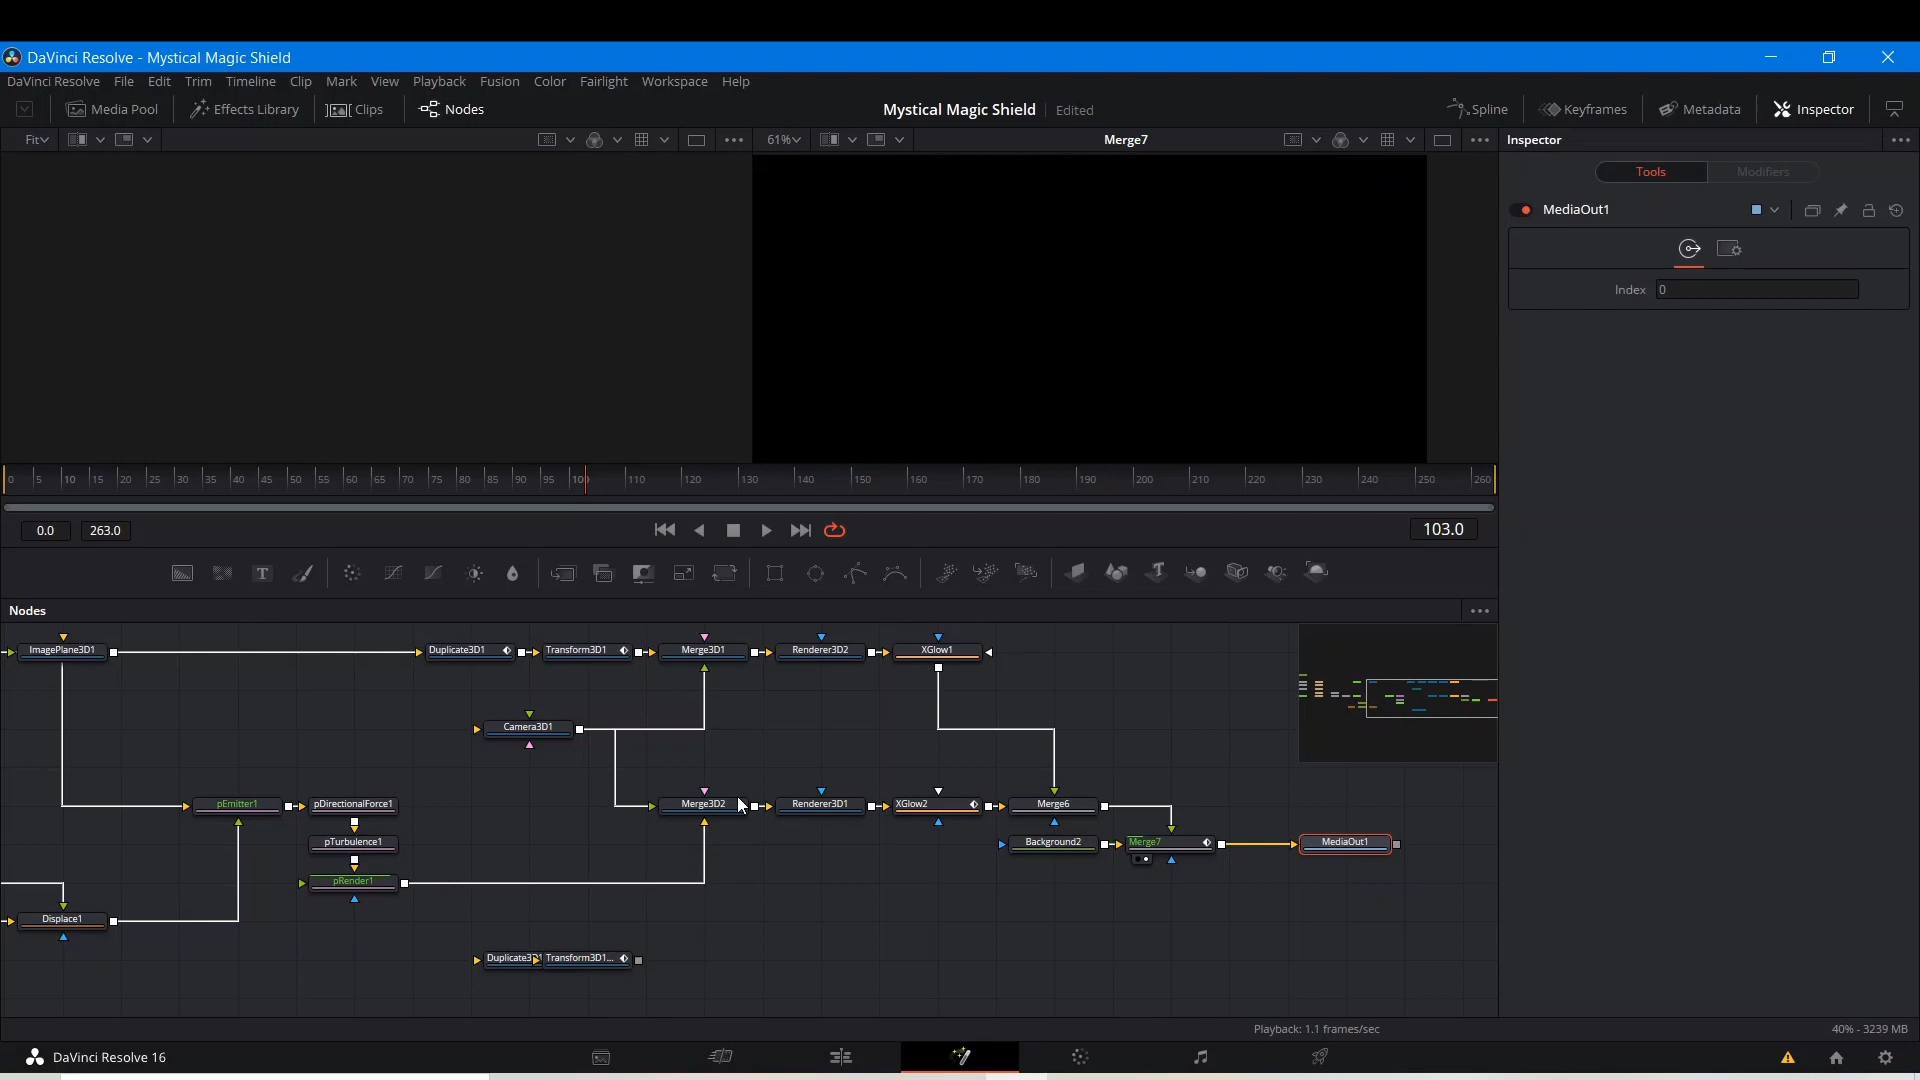 DaVinci Resolve - Mystical Magic Shield
DaVinci Resolve File Edit Trim Timeline Clip Mark View Playback Fusion Color Fairlight Workspace Help
Media Pool Effects Library Clips Nodes Mystical Magic Shield Edited Spline Keyframes Metadata Inspector
Fit 61% Merge7 Inspector
Tools Modifiers
MediaOut1
Index 0
0 5 10 15 20 25 30 35 40 45 50 55 60 65 70 75 80 85 90 95 100 110 120 130 140 150 160 170 180 190 200 210 220 230 240 250 260
0.0 263.0 103.0
Nodes
ImagePlane3D1 Duplicate3D1 Transform3D1 Merge3D1 Renderer3D2 XGlow1
Camera3D1
pEmitter1 pDirectionalForce1 Merge3D2 Renderer3D1 XGlow2 Merge6
pTurbulence1 Background2 Merge7 MediaOut1
pRender1
Displace1
Duplicate3D1 Transform3D1...
Playback: 1.1 frames/sec 40% - 3239 MB
DaVinci Resolve 16